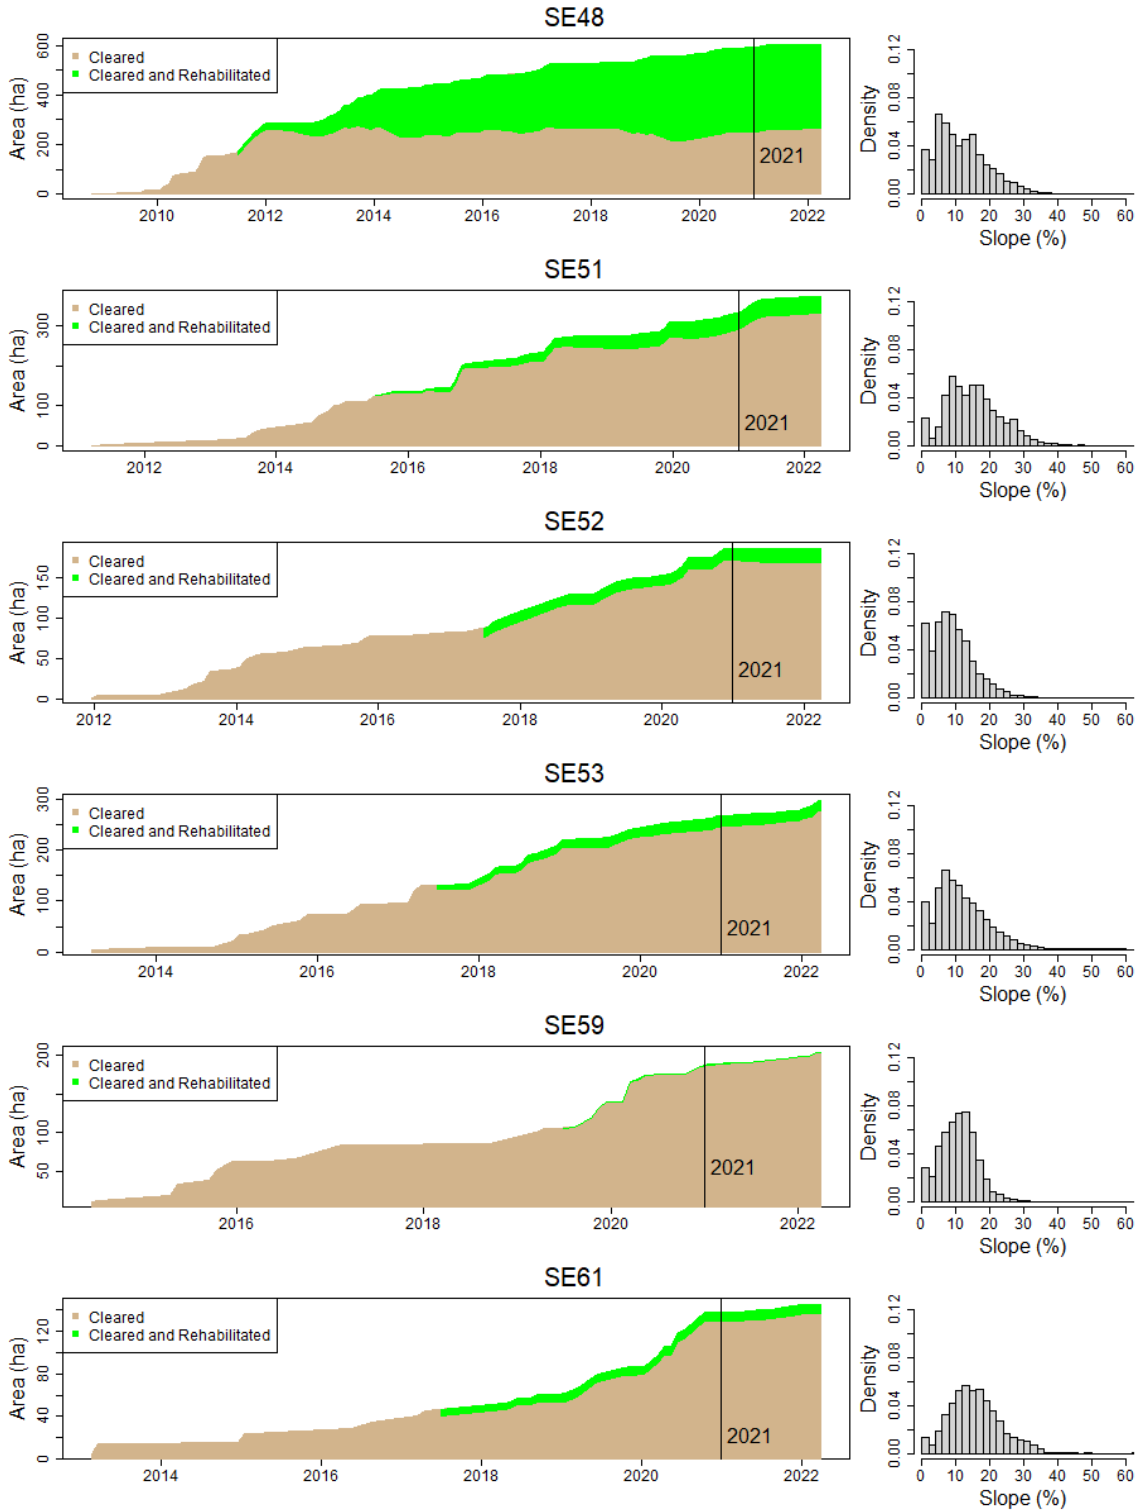 SE48
Cleared
Cleared and Rehabilitated
Area (ha)
0 200 400 600
2021
2010 2012 2014 2016 2018 2020 2022
Density
0.00 0.04 0.08 0.12
0 10 20 30 40 50 60
Slope (%)
SE51
Cleared
Cleared and Rehabilitated
Area (ha)
0 100 300
2021
2012 2014 2016 2018 2020 2022
Density
0.00 0.04 0.08 0.12
0 10 20 30 40 50 60
Slope (%)
SE52
Cleared
Cleared and Rehabilitated
Area (ha)
0 50 100 150
2021
2012 2014 2016 2018 2020 2022
Density
0.00 0.04 0.08 0.12
0 10 20 30 40 50 60
Slope (%)
SE53
Cleared
Cleared and Rehabilitated
Area (ha)
0 100 200 300
2021
2014 2016 2018 2020 2022
Density
0.00 0.04 0.08 0.12
0 10 20 30 40 50 60
Slope (%)
SE59
Cleared
Cleared and Rehabilitated
Area (ha)
50 100 200
2021
2016 2018 2020 2022
Density
0.00 0.04 0.08 0.12
0 10 20 30 40 50 60
Slope (%)
SE61
Cleared
Cleared and Rehabilitated
Area (ha)
0 40 80 120
2021
2014 2016 2018 2020 2022
Density
0.00 0.04 0.08 0.12
0 10 20 30 40 50 60
Slope (%)